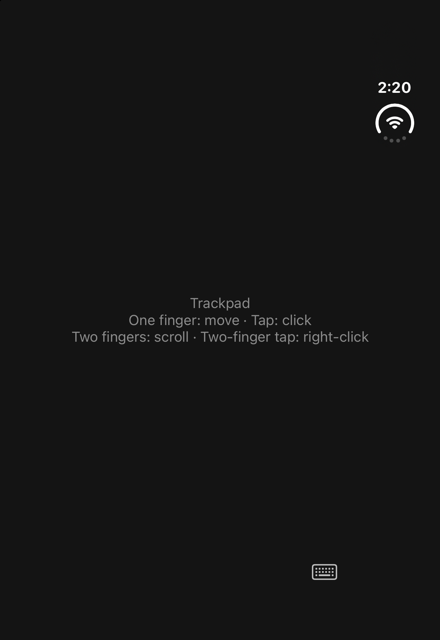 2:20
Trackpad
One finger: move · Tap: click
Two fingers: scroll · Two-finger tap: right-click